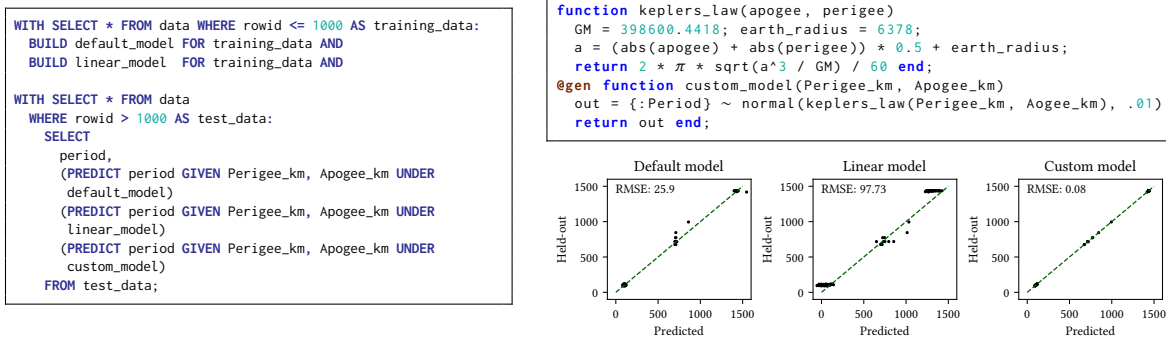 WITH SELECT * FROM data WHERE rowid <= 1000 AS training_data:
BUILD default_model FOR training_data AND
BUILD linear_model FOR training_data AND
WITH SELECT * FROM data
WHERE rowid > 1000 AS test_data:
SELECT
period,
(PREDICT period GIVEN Perigee_km, Apogee_km UNDER
default_model)
(PREDICT period GIVEN Perigee_km, Apogee_km UNDER
linear_model)
(PREDICT period GIVEN Perigee_km, Apogee_km UNDER
custom_model)
FROM test_data;
function keplers_law(apogee, perigee)
GM = 398600.4418; earth_radius = 6378;
a = (abs(apogee) + abs(perigee)) * 0.5 + earth_radius;
return 2 * π * sqrt(a^3 / GM) / 60 end;
@gen function custom_model(Perigee_km, Apogee_km)
out = {:Period} ~ normal(keplers_law(Perigee_km, Aogee_km), .01)
return out end;
Default model
RMSE: 25.9
Held-out
1500
1000
500
0
0 500 1000 1500
Predicted
Linear model
RMSE: 97.73
Held-out
1500
1000
500
0
0 500 1000 1500
Predicted
Custom model
RMSE: 0.08
Held-out
1500
1000
500
0
0 500 1000 1500
Predicted